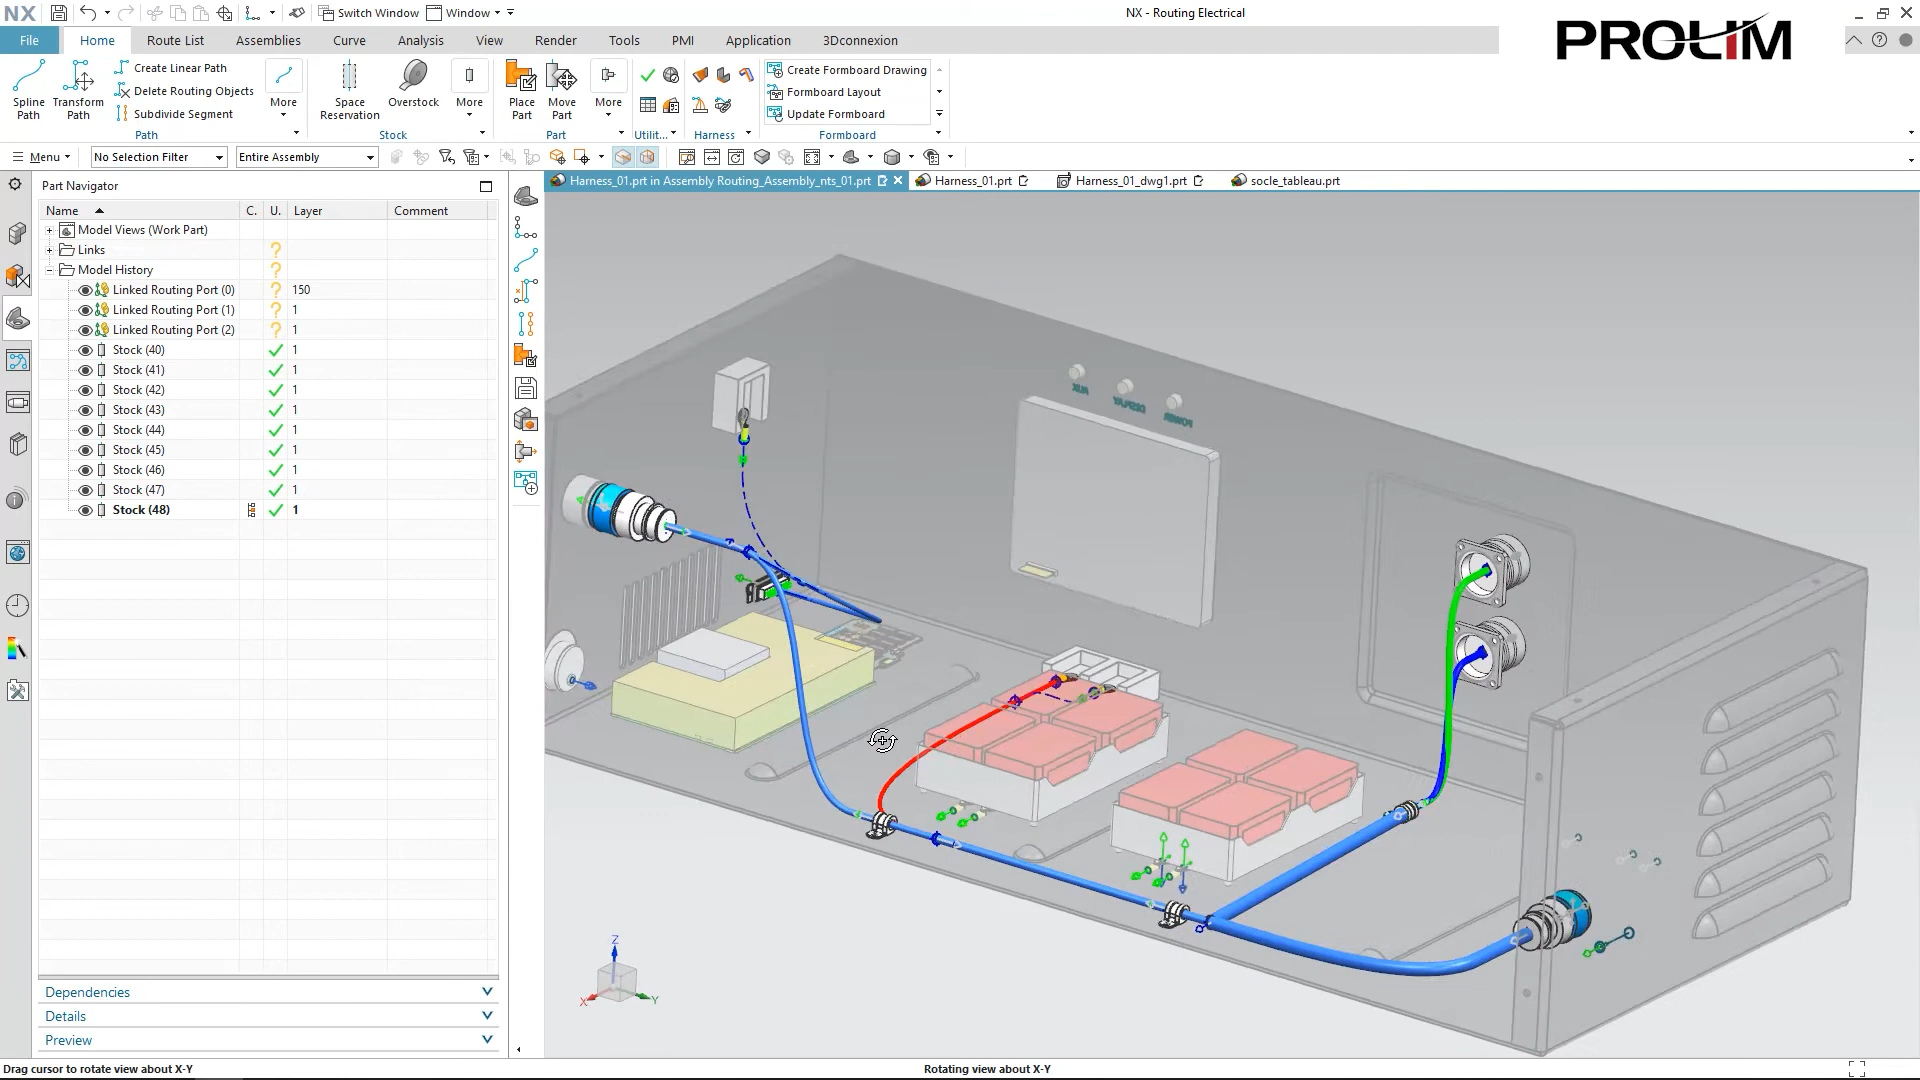 NX
Switch Window
Window
NX - Routing Electrical
PROLIM
File
Home
Route List
Assemblies
Curve
Analysis
View
Render
Tools
PMI
Application
3Dconnexion
Spline Path
Transform Path
Create Linear Path
Delete Routing Objects
Subdivide Segment
More
Path
Space Reservation
Overstock
More
Stock
Place Part
Move Part
More
Part
Utilit...
Harness
Create Formboard Drawing
Formboard Layout
Update Formboard
Formboard
Menu
No Selection Filter
Entire Assembly
Part Navigator
Harness_01.prt in Assembly Routing_Assembly_nts_01.prt
Harness_01.prt
Harness_01_dwg1.prt
socle_tableau.prt
Name C. U. Layer Comment
Model Views (Work Part)
Links
Model History
Linked Routing Port (0) 150
Linked Routing Port (1) 1
Linked Routing Port (2) 1
Stock (40) 1
Stock (41) 1
Stock (42) 1
Stock (43) 1
Stock (44) 1
Stock (45) 1
Stock (46) 1
Stock (47) 1
Stock (48) 1
AUX
DISPLAY
POWER
Z
X
Y
Dependencies
Details
Preview
Drag cursor to rotate view about X-Y
Rotating view about X-Y